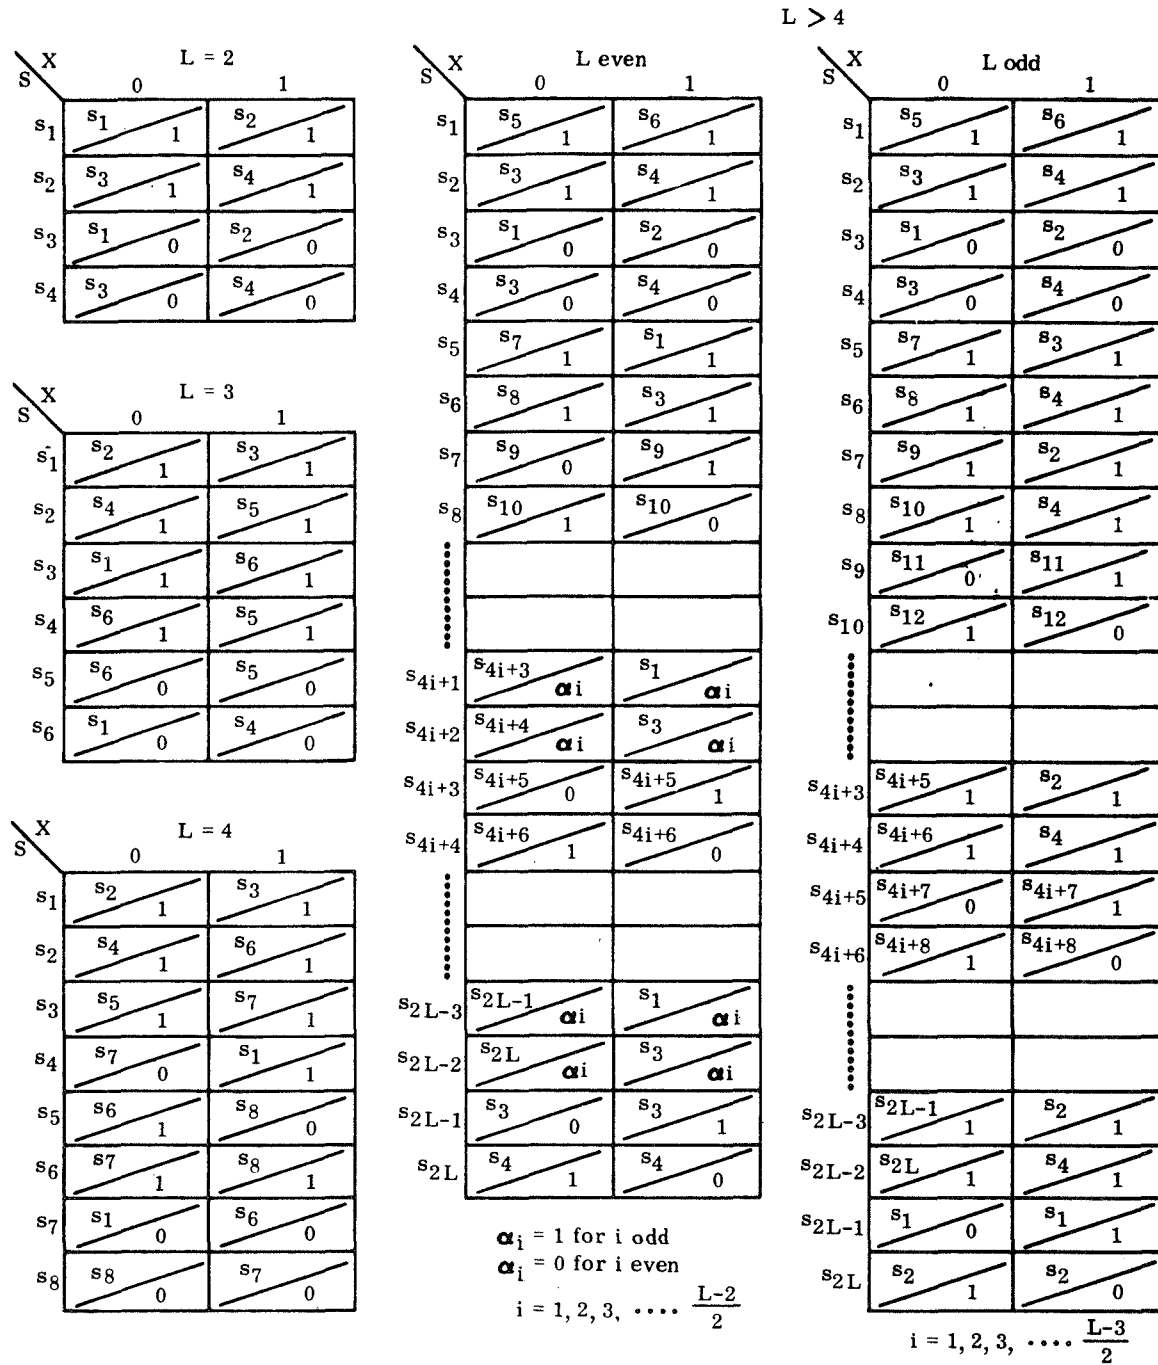 L > 4
X
S
L = 2
0 1
s1 s1 1 s2 1
s2 s3 1 s4 1
s3 s1 0 s2 0
s4 s3 0 s4 0
X
S
L = 3
0 1
s1 s2 1 s3 1
s2 s4 1 s5 1
s3 s1 1 s6 1
s4 s6 1 s5 1
s5 s6 0 s5 0
s6 s1 0 s4 0
X
S
L = 4
0 1
s1 s2 1 s3 1
s2 s4 1 s6 1
s3 s5 1 s7 1
s4 s7 0 s1 1
s5 s6 1 s8 0
s6 s7 1 s8 1
s7 s1 0 s6 0
s8 s8 0 s7 0
X
S
L even
0 1
s1 s5 1 s6 1
s2 s3 1 s4 1
s3 s1 0 s2 0
s4 s3 0 s4 0
s5 s7 1 s1 1
s6 s8 1 s3 1
s7 s9 0 s9 1
s8 s10 1 s10 0
s4i+1 s4i+3 αi s1 αi
s4i+2 s4i+4 αi s3 αi
s4i+3 s4i+5 0 s4i+5 1
s4i+4 s4i+6 1 s4i+6 0
s2L-3 s2L-1 αi s1 αi
s2L-2 s2L αi s3 αi
s2L-1 s3 0 s3 1
s2L s4 1 s4 0
αi = 1 for i odd
αi = 0 for i even
i = 1, 2, 3, ···· L-2
2
X
S
L odd
0 1
s1 s5 1 s6 1
s2 s3 1 s4 1
s3 s1 0 s2 0
s4 s3 0 s4 0
s5 s7 1 s3 1
s6 s8 1 s4 1
s7 s9 1 s2 1
s8 s10 1 s4 1
s9 s11 0 s11 1
s10 s12 1 s12 0
s4i+3 s4i+5 1 s2 1
s4i+4 s4i+6 1 s4 1
s4i+5 s4i+7 0 s4i+7 1
s4i+6 s4i+8 1 s4i+8 0
s2L-3 s2L-1 1 s2 1
s2L-2 s2L 1 s4 1
s2L-1 s1 0 s1 1
s2L s2 1 s2 0
i = 1, 2, 3, ···· L-3
2